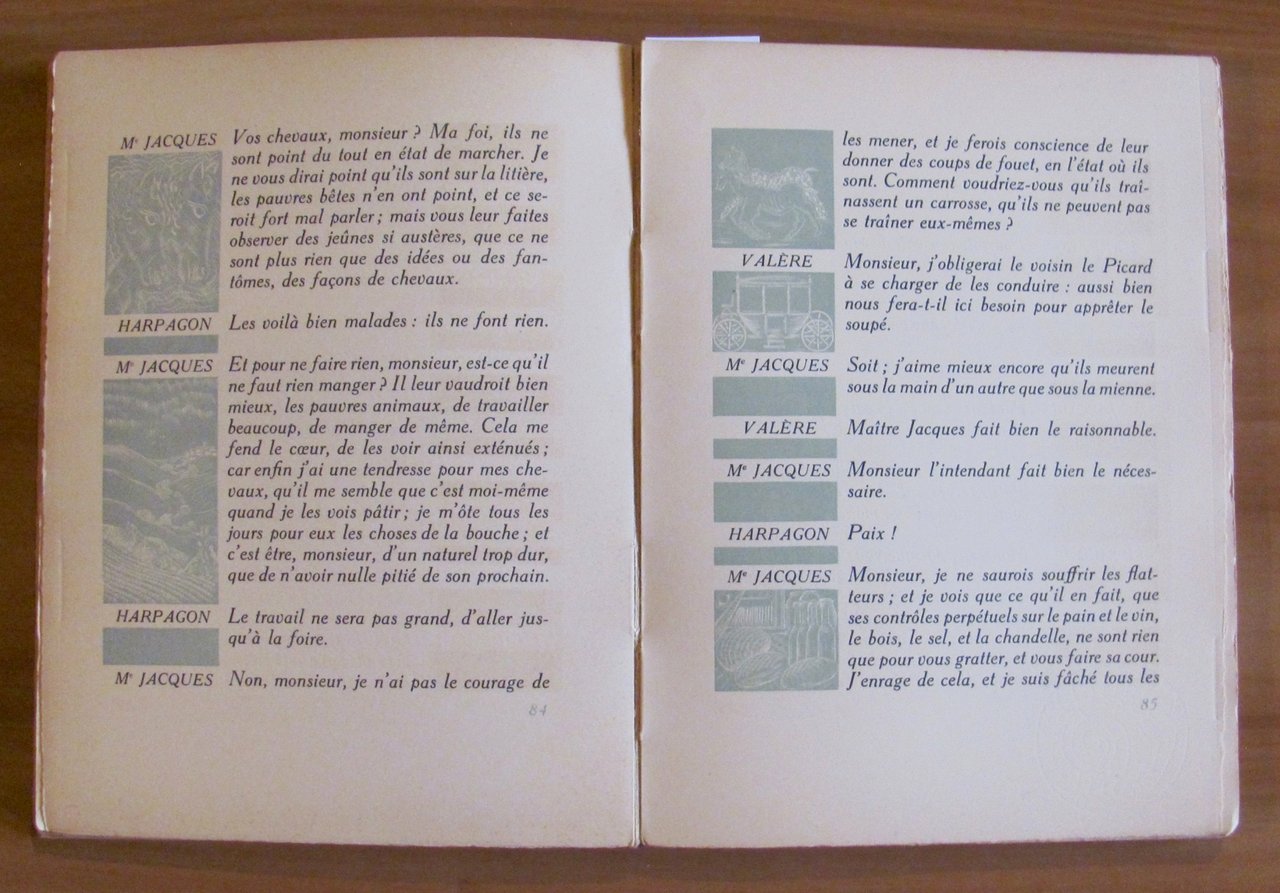 Mᵉ JACQUES Vos chevaux, monsieur ? Ma foi, ils ne
sont point du tout en état de marcher. Je
ne vous dirai point qu'ils sont sur la litière,
les pauvres bêtes n'en ont point, et ce se-
roit fort mal parler ; mais vous leur faites
observer des jeûnes si austères, que ce ne
sont plus rien que des idées ou des fan-
tômes, des façons de chevaux.
HARPAGON Les voilà bien malades : ils ne font rien.
Mᵉ JACQUES Et pour ne faire rien, monsieur, est-ce qu'il
ne faut rien manger ? Il leur vaudroit bien
mieux, les pauvres animaux, de travailler
beaucoup, de manger de même. Cela me
fend le cœur, de les voir ainsi exténués ;
car enfin j'ai une tendresse pour mes che-
vaux, qu'il me semble que c'est moi-même
quand je les vois pâtir ; je m'ôte tous les
jours pour eux les choses de la bouche ; et
c'est être, monsieur, d'un naturel trop dur,
que de n'avoir nulle pitié de son prochain.
HARPAGON Le travail ne sera pas grand, d'aller jus-
qu'à la foire.
Mᵉ JACQUES Non, monsieur, je n'ai pas le courage de
84
les mener, et je ferois conscience de leur
donner des coups de fouet, en l'état où ils
sont. Comment voudriez-vous qu'ils traî-
nassent un carrosse, qu'ils ne peuvent pas
se traîner eux-mêmes ?
VALÈRE Monsieur, j'obligerai le voisin le Picard
à se charger de les conduire : aussi bien
nous fera-t-il ici besoin pour apprêter le
soupé.
Mᵉ JACQUES Soit ; j'aime mieux encore qu'ils meurent
sous la main d'un autre que sous la mienne.
VALÈRE Maître Jacques fait bien le raisonnable.
Mᵉ JACQUES Monsieur l'intendant fait bien le néces-
saire.
HARPAGON Paix !
Mᵉ JACQUES Monsieur, je ne saurois souffrir les flat-
teurs ; et je vois que ce qu'il en fait, que
ses contrôles perpétuels sur le pain et le vin,
le bois, le sel, et la chandelle, ne sont rien
que pour vous gratter, et vous faire sa cour.
J'enrage de cela, et je suis fâché tous les
85